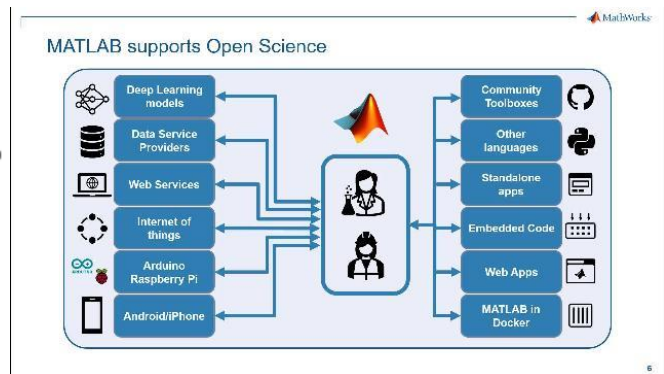 MathWorks
MATLAB supports Open Science
Deep Learning
models
Data Service
Providers
Web Services
Internet of
things
Arduino
Raspberry Pi
Android/iPhone
Community
Toolboxes
Other
languages
Standalone
apps
Embedded Code
Web Apps
MATLAB in
Docker
6